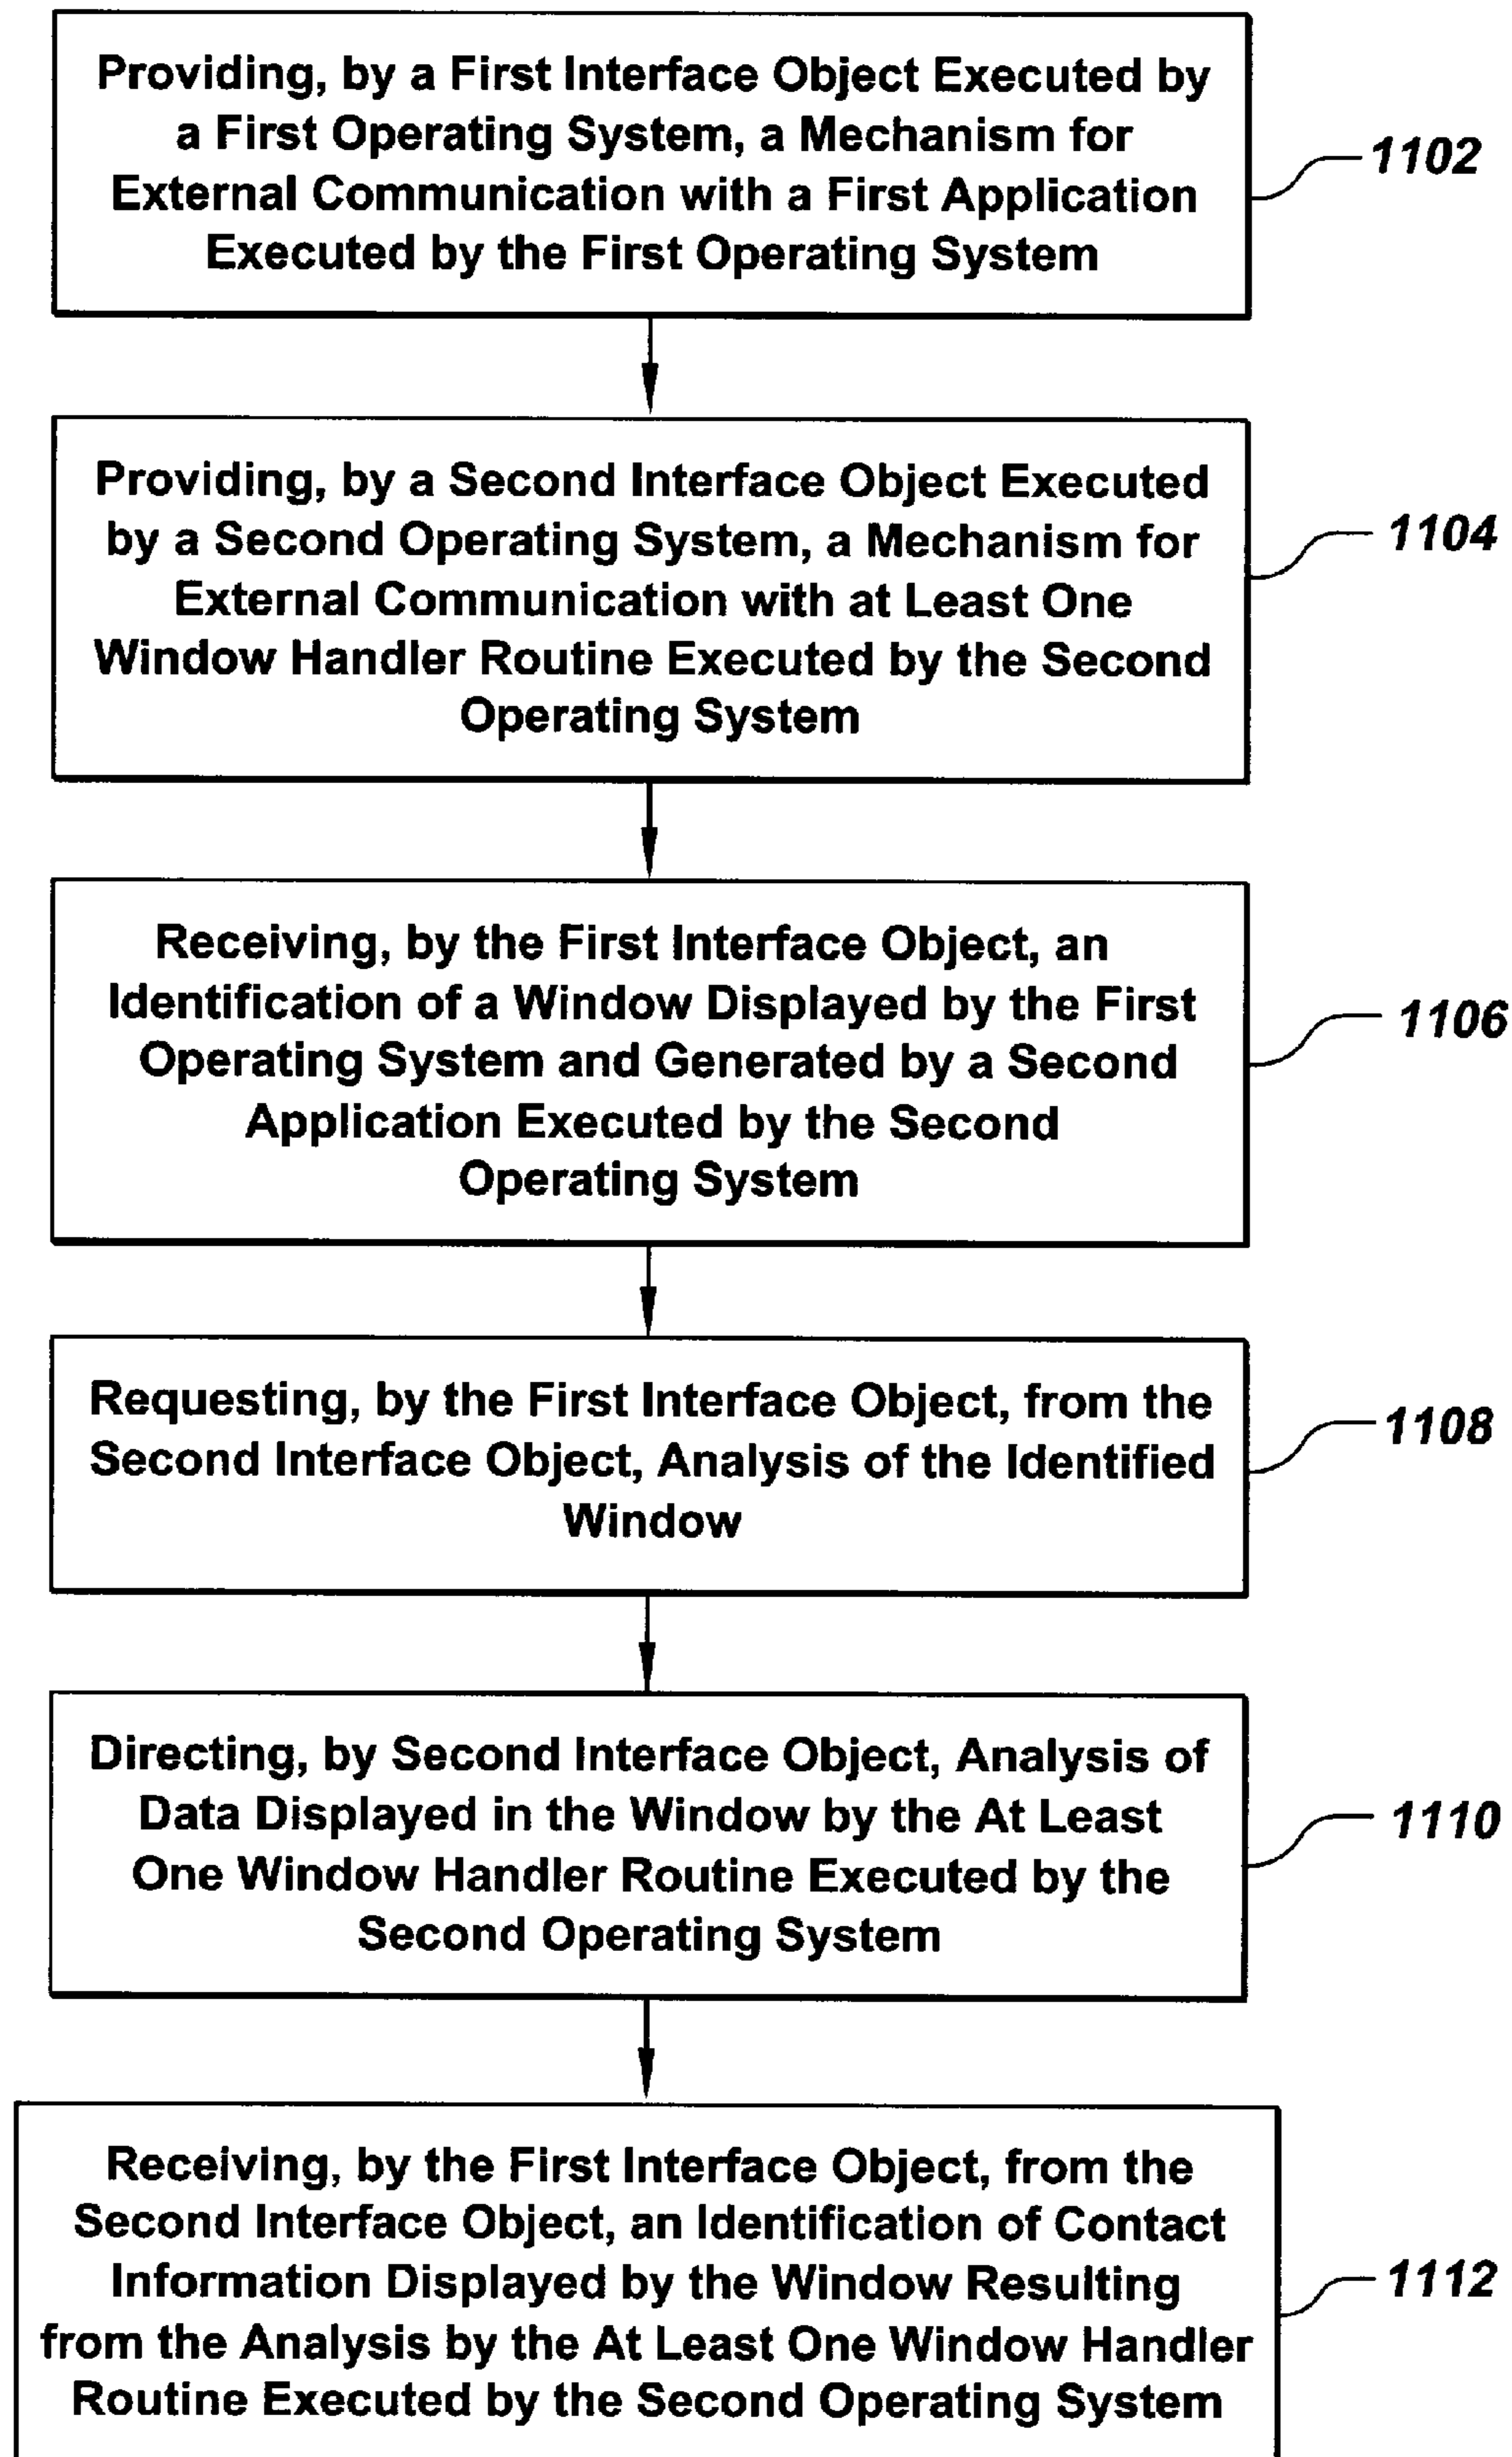 Providing, by a First Interface Object Executed by
a First Operating System, a Mechanism for
External Communication with a First Application
Executed by the First Operating System
1102
Providing, by a Second Interface Object Executed
by a Second Operating System, a Mechanism for
External Communication with at Least One
Window Handler Routine Executed by the Second
Operating System
1104
Receiving, by the First Interface Object, an
Identification of a Window Displayed by the First
Operating System and Generated by a Second
Application Executed by the Second
Operating System
1106
Requesting, by the First Interface Object, from the
Second Interface Object, Analysis of the Identified
Window
1108
Directing, by Second Interface Object, Analysis of
Data Displayed in the Window by the At Least
One Window Handler Routine Executed by the
Second Operating System
1110
Receiving, by the First Interface Object, from the
Second Interface Object, an Identification of Contact
Information Displayed by the Window Resulting
from the Analysis by the At Least One Window Handler
Routine Executed by the Second Operating System
1112